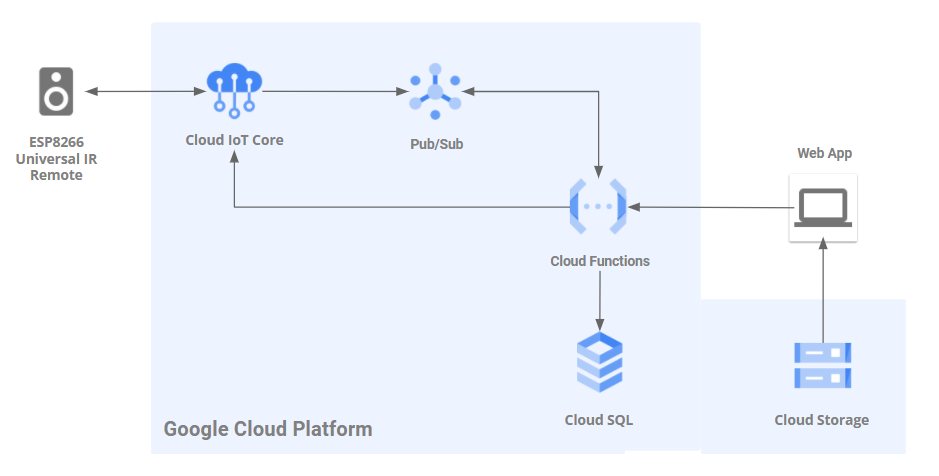 ESP8266
Universal IR
Remote
Cloud IoT Core
Pub/Sub
Web App
Cloud Functions
Cloud SQL
Cloud Storage
Google Cloud Platform